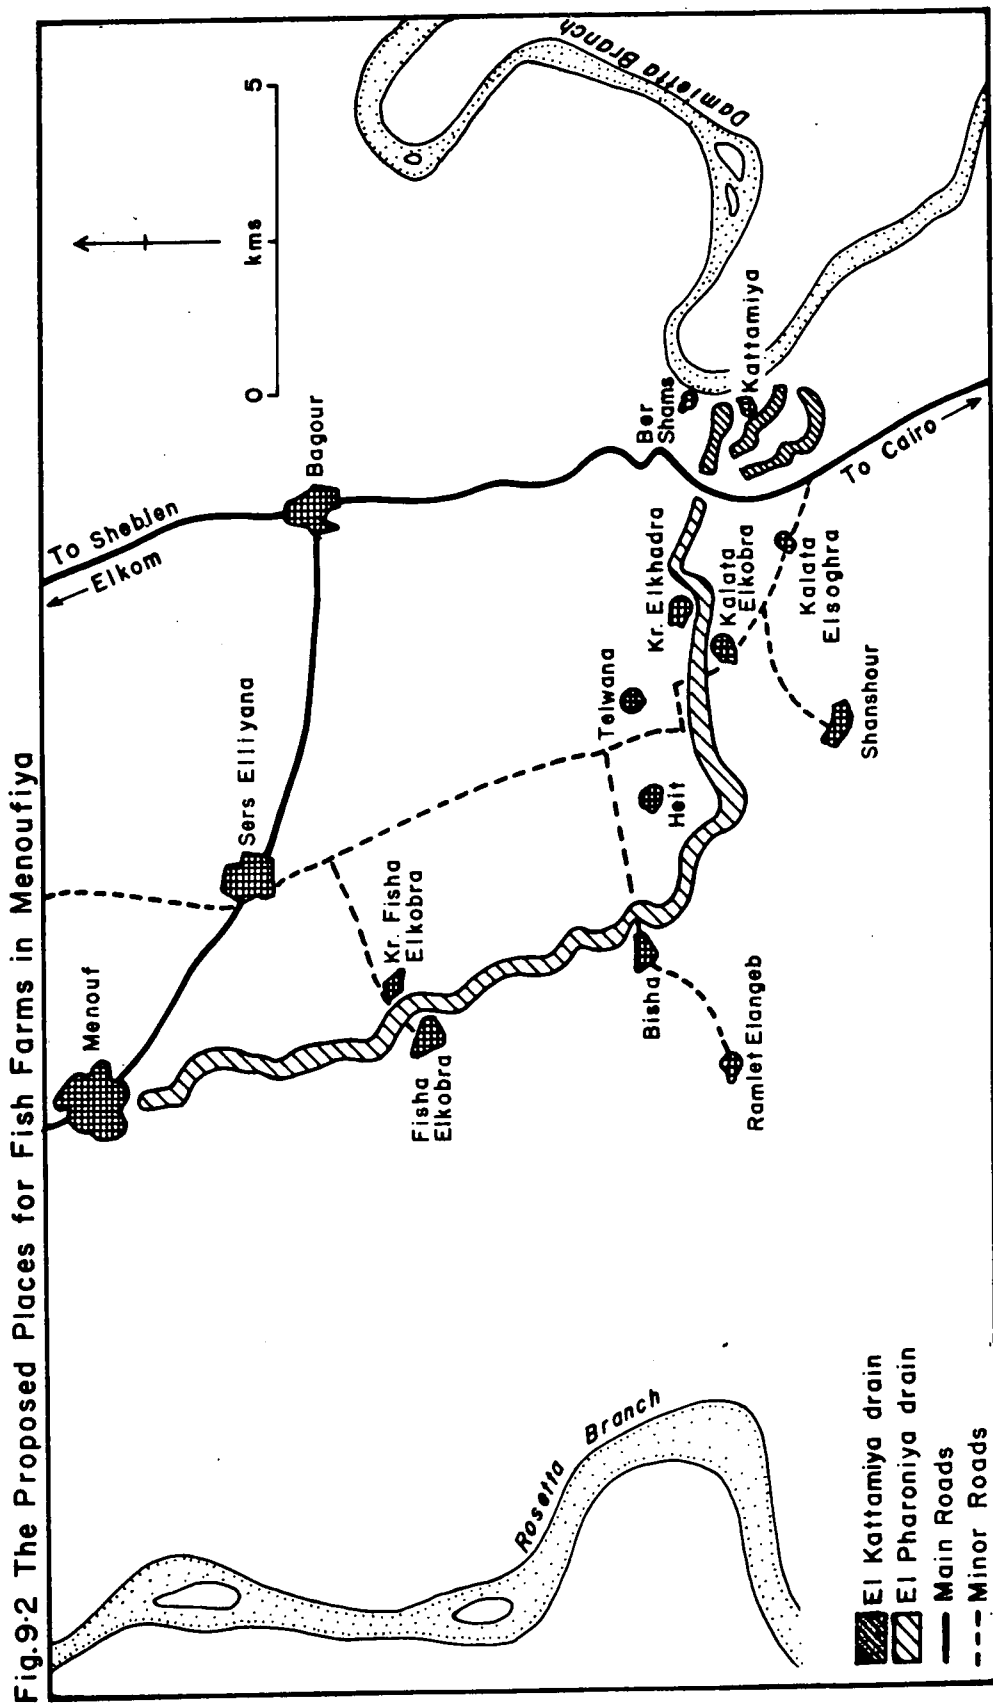 Fig.9·2 The Proposed Places for Fish Farms in Menoufiya
To Shebien
Elkom
Menouf
Sers Elliyana
Bagour
0
kms
5
Damietta Branch
Kr. Fisha
Elkobra
Fisha
Elkobra
Telwana
Heit
Bisha
Ramlet Elangeb
Kr. Elkhadra
Kalata
Elkobra
Kalata
Elsoghra
Shanshour
Ber
Shams
Kattamiya
To Cairo
Rosetta
Branch
El Kattamiya drain
El Pharoniya drain
Main Roads
Minor Roads